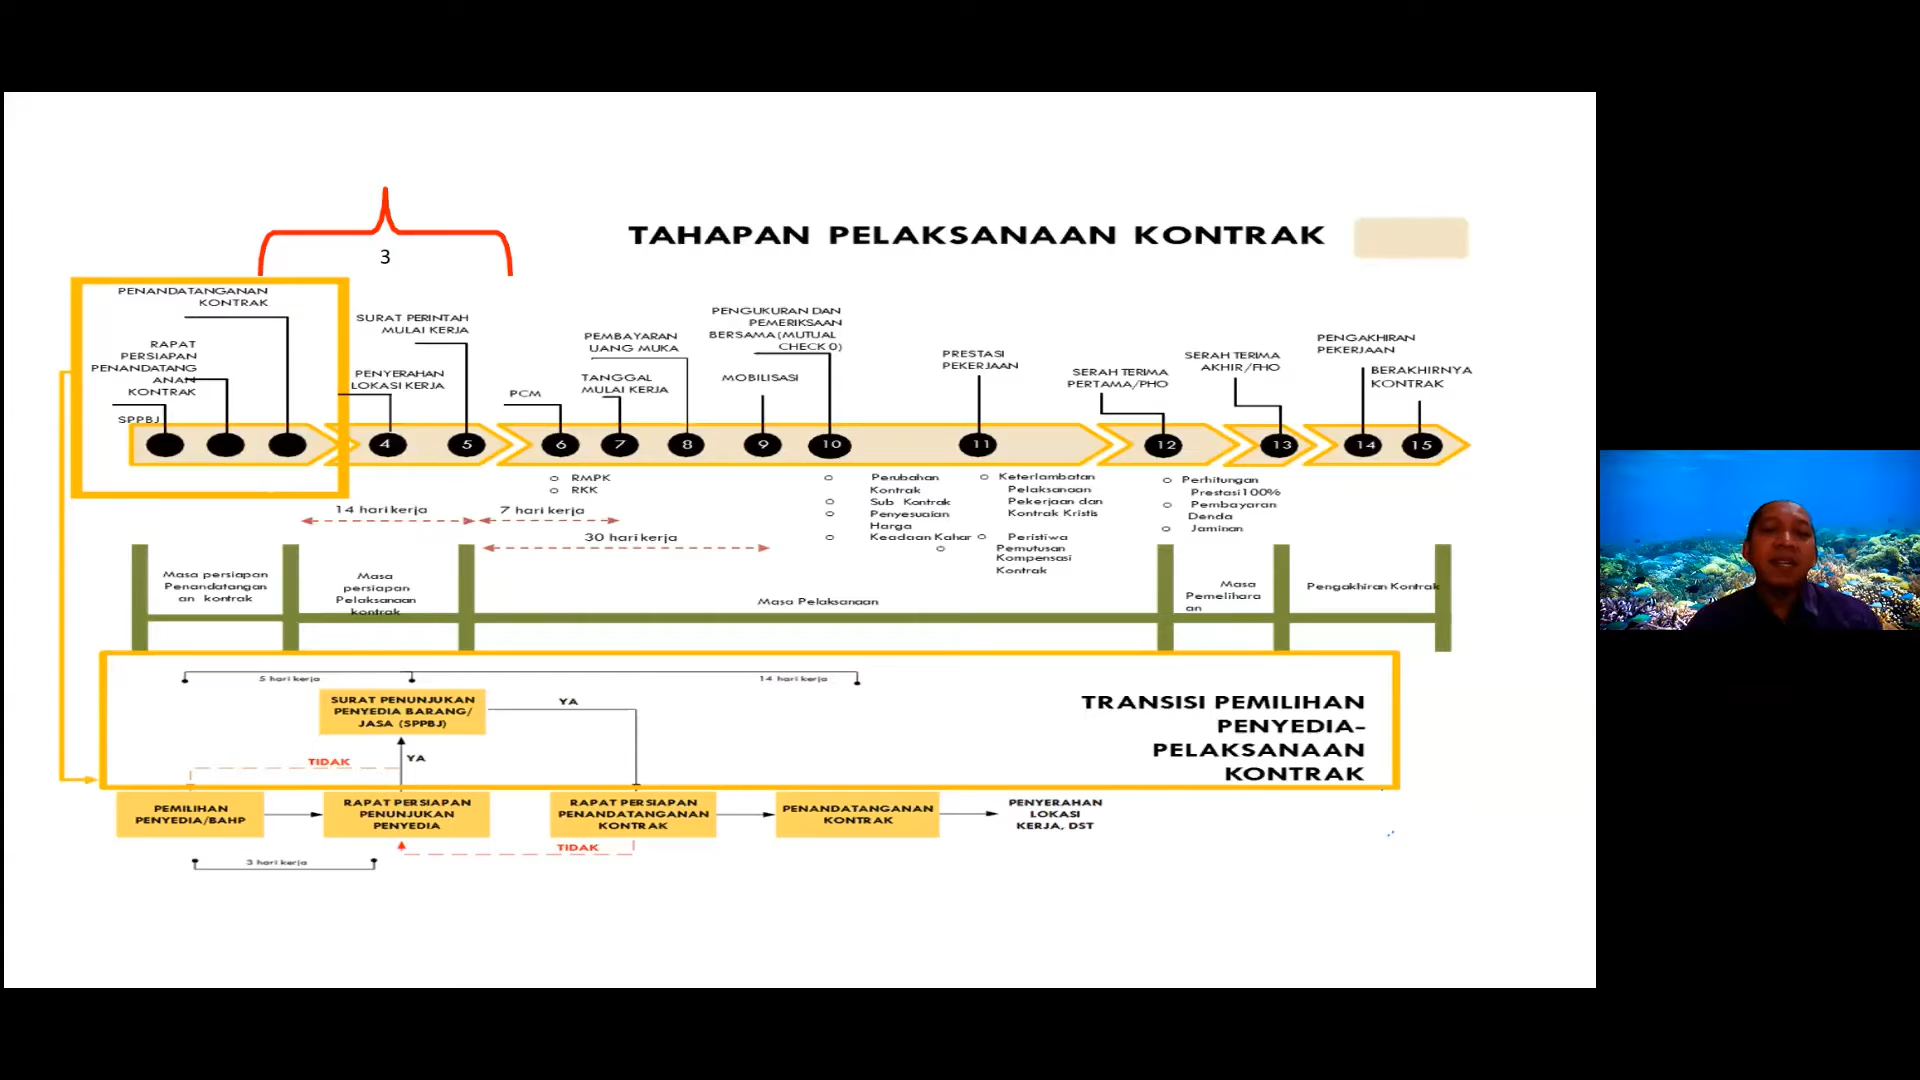 TAHAPAN PELAKSANAAN KONTRAK
3
PENANDATANGANAN
KONTRAK
RAPAT
PERSIAPAN
PENANDATANG
ANAN
KONTRAK
SPPBJ
SURAT PERINTAH
MULAI KERJA
PENYERAHAN
LOKASI KERJA
PCM
PEMBAYARAN
UANG MUKA
TANGGAL
MULAI KERJA
PENGUKURAN DAN
PEMERIKSAAN
BERSAMA (MUTUAL
CHECK 0)
MOBILISASI
PRESTASI
PEKERJAAN
SERAH TERIMA
PERTAMA/PHO
SERAH TERIMA
AKHIR/FHO
PENGAKHIRAN
PEKERJAAN
BERAKHIRNYA
KONTRAK
4 5 6 7 8 9 10 11 12 13 14 15
RMPK
RKK
Perubahan
Kontrak
Sub Kontrak
Penyesuaian
Harga
Keadaan Kahar
Keterlambatan
Pelaksanaan
Pekerjaan dan
Kontrak Kristis
Peristiwa
Pemutusan
Kompensasi
Kontrak
Perhitungan
Prestasi 100%
Pembayaran
Denda
Jaminan
14 hari kerja
7 hari kerja
30 hari kerja
Masa persiapan
Penandatangan
an kontrak
Masa
persiapan
Pelaksanaan
kontrak
Masa Pelaksanaan
Masa
Pemelihara
an
Pengakhiran Kontrak
5 hari kerja
14 hari kerja
SURAT PENUNJUKAN
PENYEDIA BARANG/
JASA (SPPBJ)
YA
TIDAK
YA
TRANSISI PEMILIHAN
PENYEDIA-
PELAKSANAAN
KONTRAK
PEMILIHAN
PENYEDIA/BAHP
RAPAT PERSIAPAN
PENUNJUKAN
PENYEDIA
RAPAT PERSIAPAN
PENANDATANGANAN
KONTRAK
PENANDATANGANAN
KONTRAK
PENYERAHAN
LOKASI
KERJA, DST
TIDAK
3 hari kerja